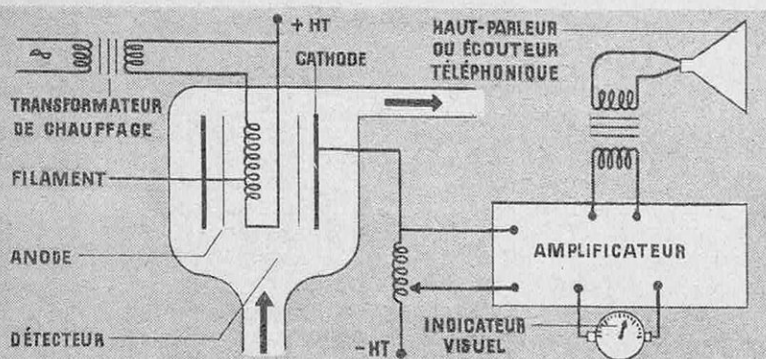 + HT
CATHODE
HAUT-PARLEUR
OU ÉCOUTEUR
TÉLÉPHONIQUE
TRANSFORMATEUR
DE CHAUFFAGE
FILAMENT
ANODE
DÉTECTEUR
AMPLIFICATEUR
INDICATEUR
VISUEL
-HT